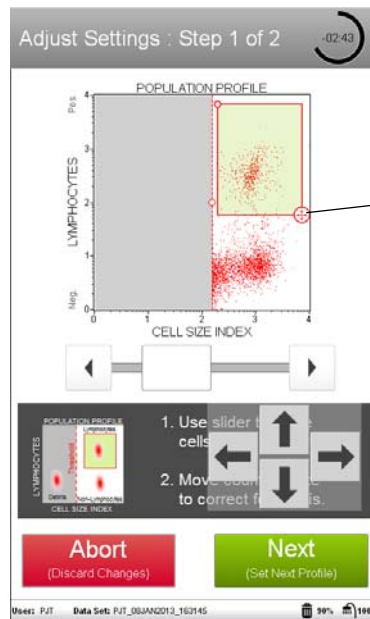 Adjust Settings : Step 1 of 2
-02:43
POPULATION PROFILE
Pos.
LYMPHOCYTES
Neg.
4
3
2
1
0
0 1 2 3 4
CELL SIZE INDEX
POPULATION PROFILE
Lymphocytes
LYMPHOCYTES
Threshold
Debris
Non-Lymphocytes
CELL SIZE INDEX
1. Use slider t
cells
2. Mov
to correct f is.
Abort
(Discard Changes)
Next
(Set Next Profile)
User: PJT Data Set: PJT_08JAN2013_163145 90% 100